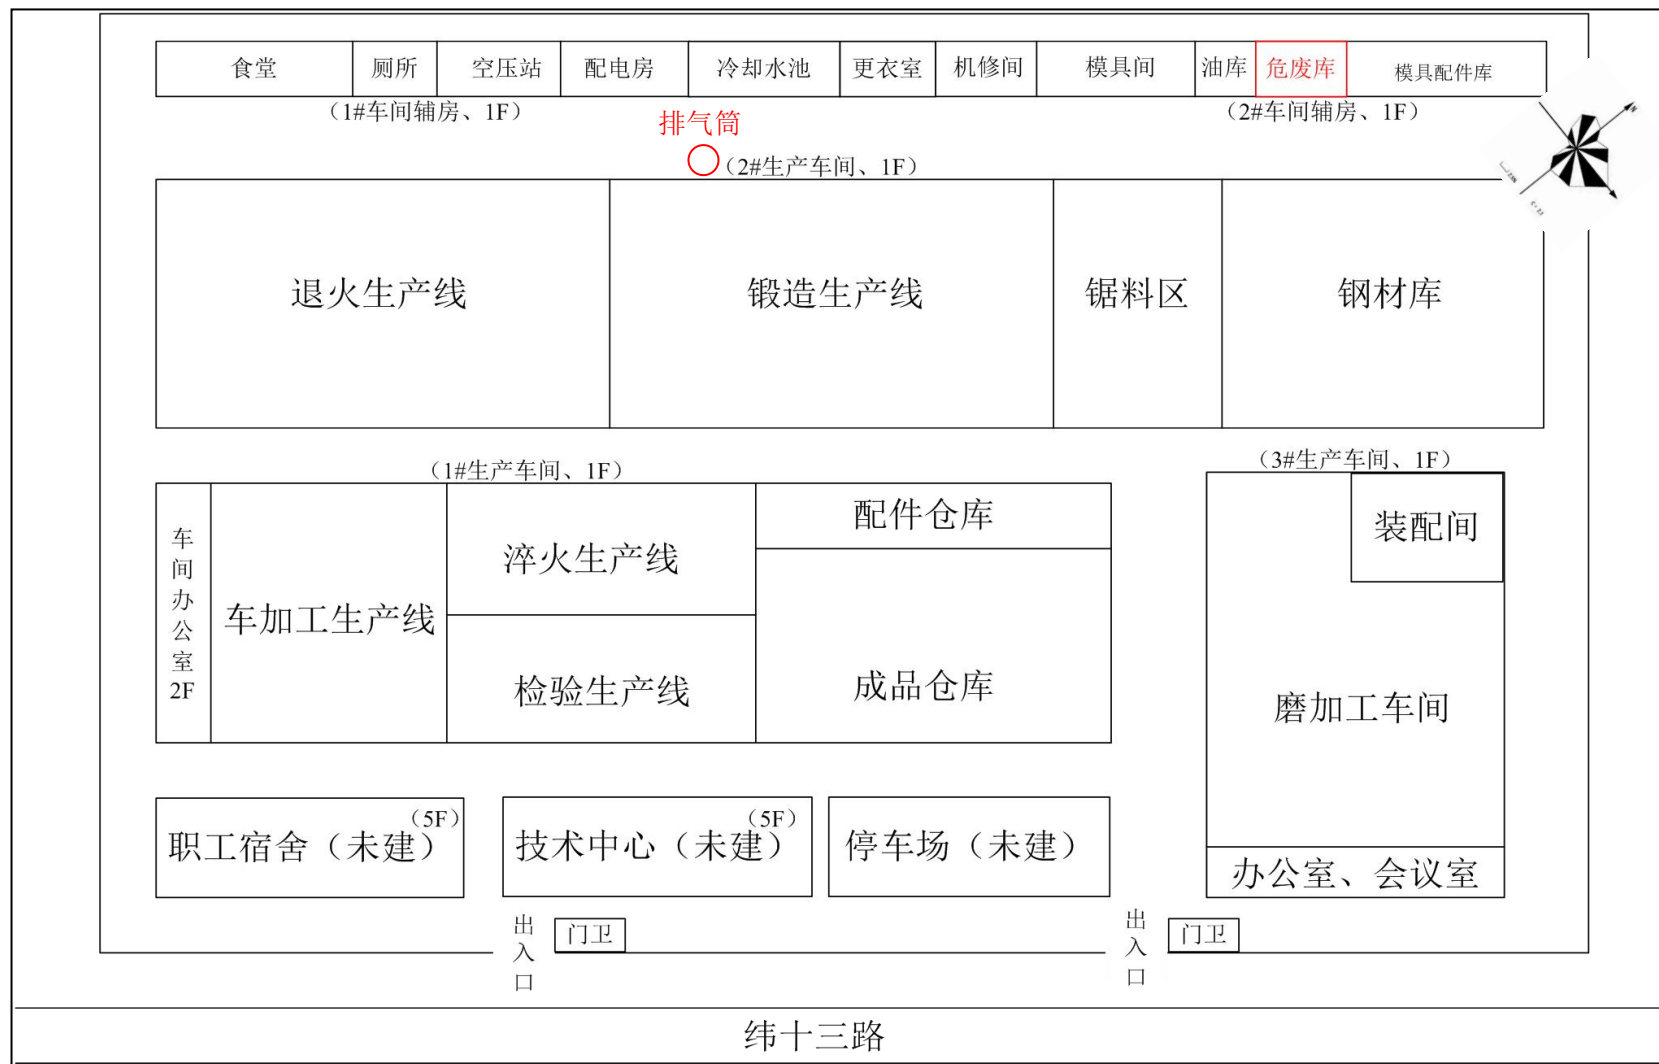 食堂
厕所
空压站
配电房
冷却水池
更衣室
机修间
模具间
油库
危废库
模具配件库
（1#车间辅房、1F）
（2#车间辅房、1F）
排气筒
（2#生产车间、1F）
N
退火生产线
锻造生产线
锯料区
钢材库
（1#生产车间、1F）
（3#生产车间、1F）
车间办公室2F
车加工生产线
淬火生产线
检验生产线
配件仓库
成品仓库
装配间
磨加工车间
办公室、会议室
职工宿舍（未建）
（5F）
技术中心（未建）
（5F）
停车场（未建）
出入口
门卫
出入口
门卫
纬十三路